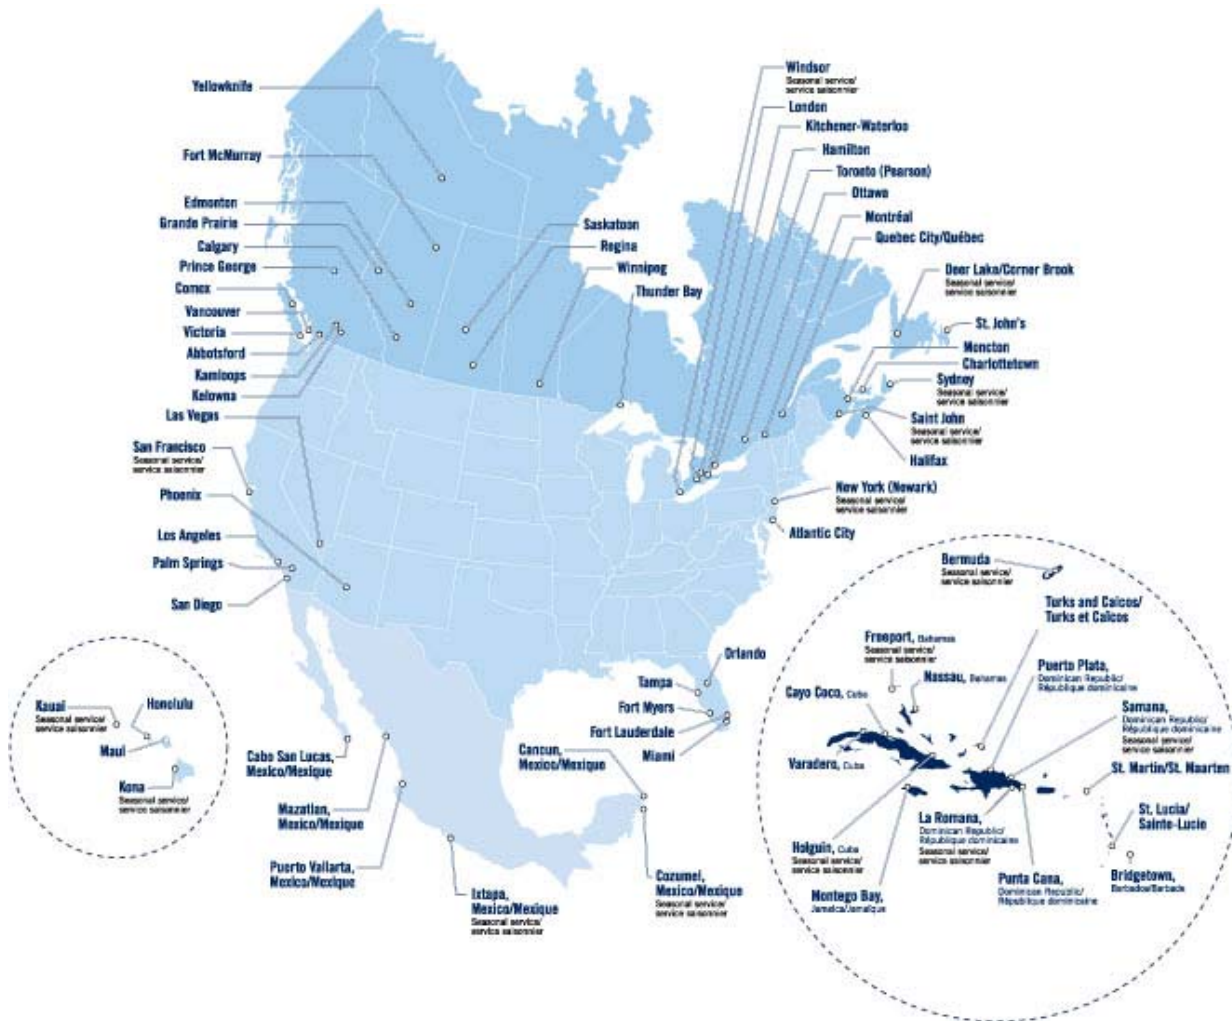 Yellowknife
Fort McMurray
Edmonton
Grande Prairie
Calgary
Prince George
Comox
Vancouver
Victoria
Abbotsford
Kamloops
Kelowna
Las Vegas
San Francisco
Seasonal service/
service saisonnier
Phoenix
Los Angeles
Palm Springs
San Diego
Saskatoon
Regina
Winnipeg
Thunder Bay
Windsor
Seasonal service/
service saisonnier
London
Kitchener-Waterloo
Hamilton
Toronto (Pearson)
Ottawa
Montréal
Quebec City/Québec
Deer Lake/Corner Brook
Seasonal service/
service saisonnier
St. John's
Moncton
Charlottetown
Sydney
Seasonal service/
service saisonnier
Saint John
Seasonal service/
service saisonnier
Halifax
New York (Newark)
Seasonal service/
service saisonnier
Atlantic City
Orlando
Tampa
Fort Myers
Fort Lauderdale
Miami
Cancun,
Mexico/Mexique
Cabo San Lucas,
Mexico/Mexique
Mazatlan,
Mexico/Mexique
Puerto Vallarta,
Mexico/Mexique
Ixtapa,
Mexico/Mexique
Seasonal service/
service saisonnier
Cozumel,
Mexico/Mexique
Seasonal service/
service saisonnier
Kauai
Seasonal service/
service saisonnier
Honolulu
Maui
Kona
Seasonal service/
service saisonnier
Bermuda
Seasonal service/
service saisonnier
Turks and Caicos/
Turks et Caïcos
Freeport, Bahamas
Seasonal service/
service saisonnier
Nassau, Bahamas
Puerto Plata,
Dominican Republic/
République dominicaine
Cayo Coco, Cuba
Samana,
Dominican Republic/
République dominicaine
Seasonal service/
service saisonnier
Varadero, Cuba
St. Martin/St. Maarten
St. Lucia/
Sainte-Lucie
La Romana,
Dominican Republic/
République dominicaine
Seasonal service/
service saisonnier
Holguin, Cuba
Seasonal service/
service saisonnier
Punta Cana,
Dominican Republic/
République dominicaine
Bridgetown,
Barbados/Barbade
Montego Bay,
Jamaica/Jamaïque